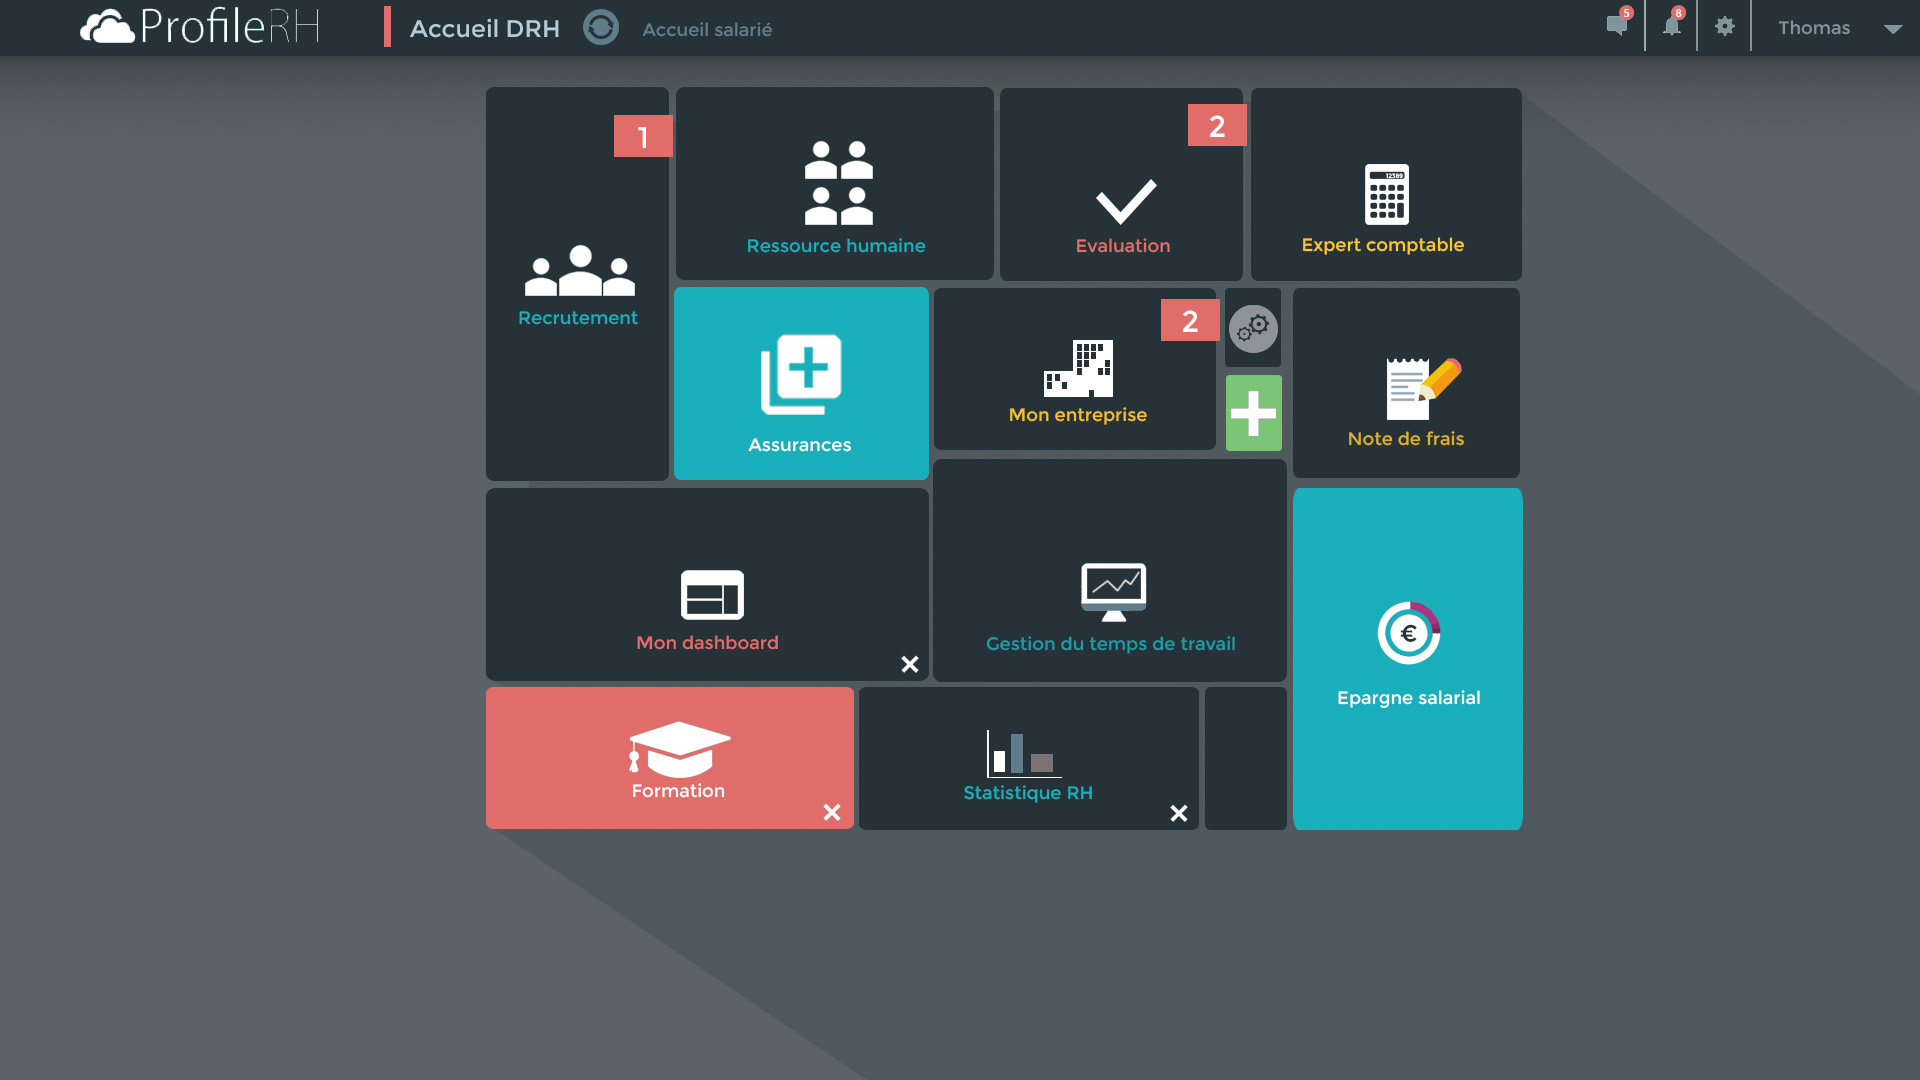 ProfileRH
Accueil DRH
Accueil salarié
5
8
Thomas
1
Recrutement
Ressource humaine
2
Evaluation
12389
Expert comptable
Assurances
2
Mon entreprise
Note de frais
Mon dashboard
Gestion du temps de travail
€
Epargne salarial
Formation
Statistique RH